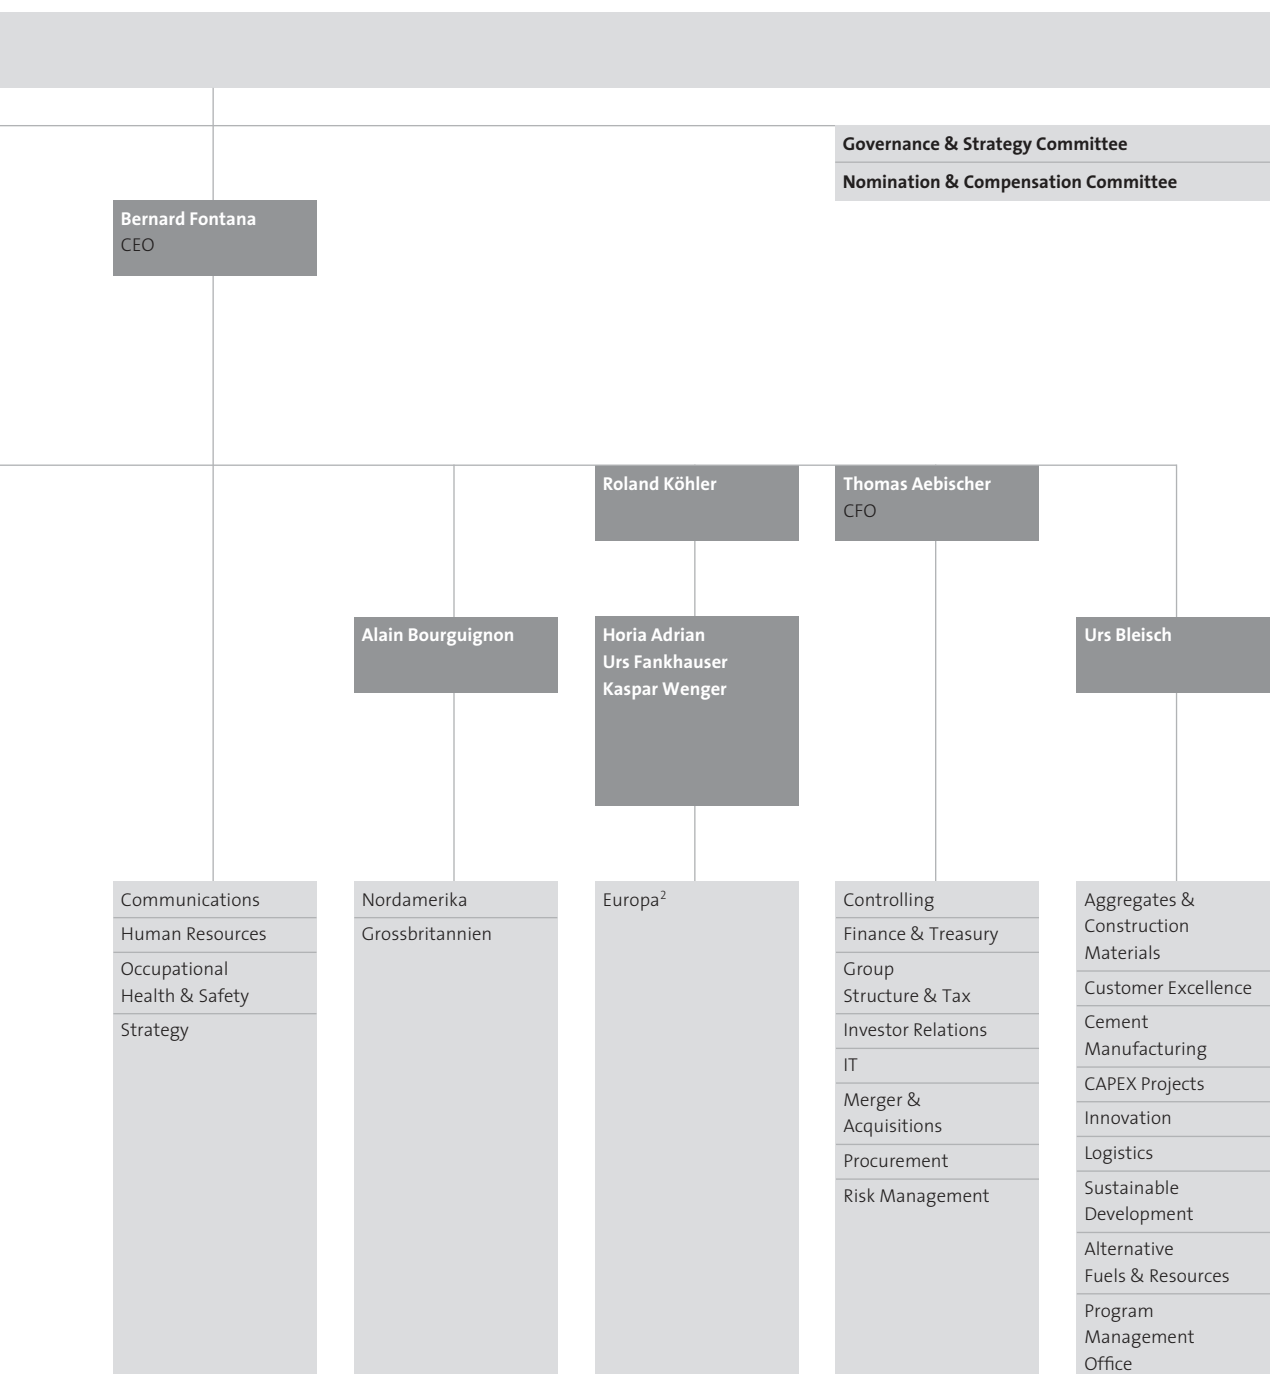 Governance & Strategy Committee
Nomination & Compensation Committee
Bernard Fontana
CEO
Roland Köhler
Thomas Aebischer
CFO
Alain Bourguignon
Horia Adrian
Urs Fankhauser
Kaspar Wenger
Urs Bleisch
Communications
Human Resources
Occupational
Health & Safety
Strategy
Nordamerika
Grossbritannien
Europa²
Controlling
Finance & Treasury
Group
Structure & Tax
Investor Relations
IT
Merger &
Acquisitions
Procurement
Risk Management
Aggregates &
Construction
Materials
Customer Excellence
Cement
Manufacturing
CAPEX Projects
Innovation
Logistics
Sustainable
Development
Alternative
Fuels & Resources
Program
Management
Office